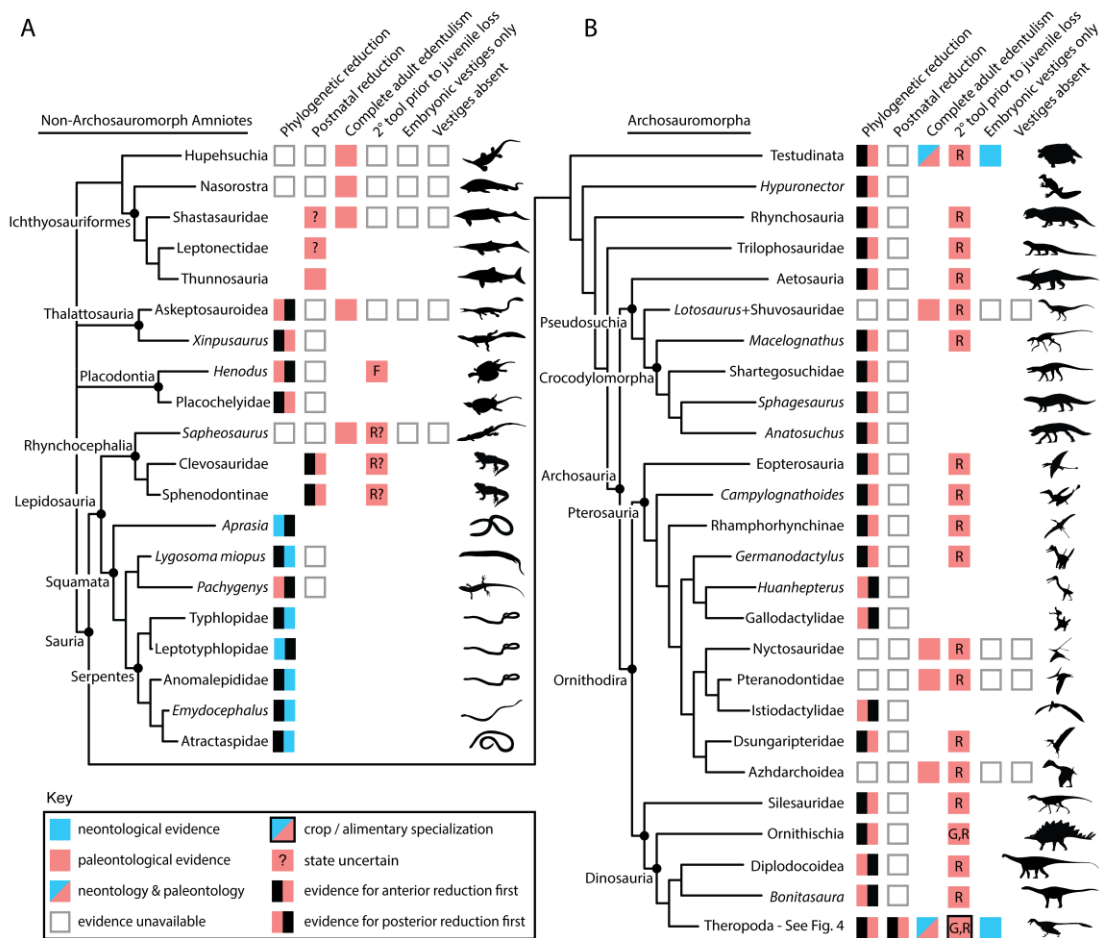 A
Phylogenetic reduction
Postnatal reduction
Complete adult edentulism
2° tool prior to juvenile loss
Embryonic vestiges only
Vestiges absent
Non-Archosauromorph Amniotes
Hupehsuchia
Nasorostra
Ichthyosauriformes
Shastasauridae ?
Leptonectidae ?
Thunnosauria
Thalattosauria
Askeptosauroidea
Xinpusaurus
Placodontia
Henodus F
Placochelyidae
Rhynchocephalia
Sapheosaurus R?
Clevosauridae R?
Lepidosauria
Sphenodontinae R?
Aprasia
Lygosoma miopus
Squamata
Pachygenys
Typhlopidae
Sauria
Leptotyphlopidae
Serpentes
Anomalepididae
Emydocephalus
Atractaspidae
B
Phylogenetic reduction
Postnatal reduction
Complete adult edentulism
2° tool prior to juvenile loss
Embryonic vestiges only
Vestiges absent
Archosauromorpha
Testudinata R
Hypuronector
Rhynchosauria R
Trilophosauridae R
Aetosauria R
Pseudosuchia
Lotosaurus+Shuvosauridae R
Macelognathus R
Crocodylomorpha
Shartegosuchidae
Sphagesaurus
Anatosuchus
Archosauria
Eopterosauria R
Pterosauria
Campylognathoides R
Rhamphorhynchinae R
Germanodactylus R
Huanhepterus
Gallodactylidae
Nyctosauridae R
Ornithodira
Pteranodontidae R
Istiodactylidae
Dsungaripteridae R
Azhdarchoidea R
Silesauridae R
Ornithischia G,R
Dinosauria
Diplodocoidea R
Bonitasaura R
Theropoda - See Fig. 4 G,R
Key
neontological evidence
paleontological evidence
neontology & paleontology
evidence unavailable
crop / alimentary specialization
? state uncertain
evidence for anterior reduction first
evidence for posterior reduction first